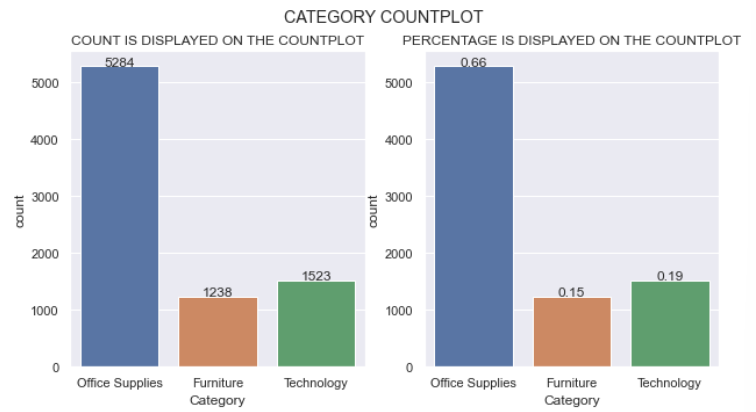 CATEGORY COUNTPLOT
COUNT IS DISPLAYED ON THE COUNTPLOT
5284
5000
4000
3000
2000
1523
1238
1000
0
count
Office Supplies Furniture Technology
Category
PERCENTAGE IS DISPLAYED ON THE COUNTPLOT
0.66
5000
4000
3000
2000
0.19
0.15
1000
0
count
Office Supplies Furniture Technology
Category